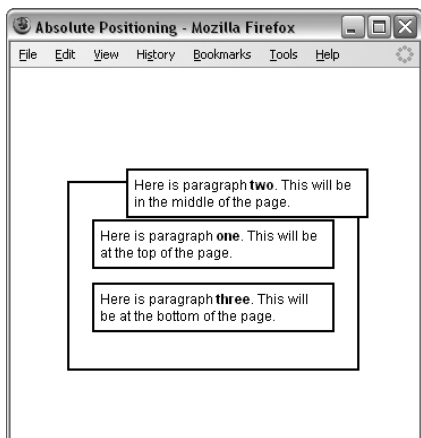 Absolute Positioning - Mozilla Firefox
File Edit View History Bookmarks Tools Help
Here is paragraph two. This will be
in the middle of the page.
Here is paragraph one. This will be
at the top of the page.
Here is paragraph three. This will
be at the bottom of the page.